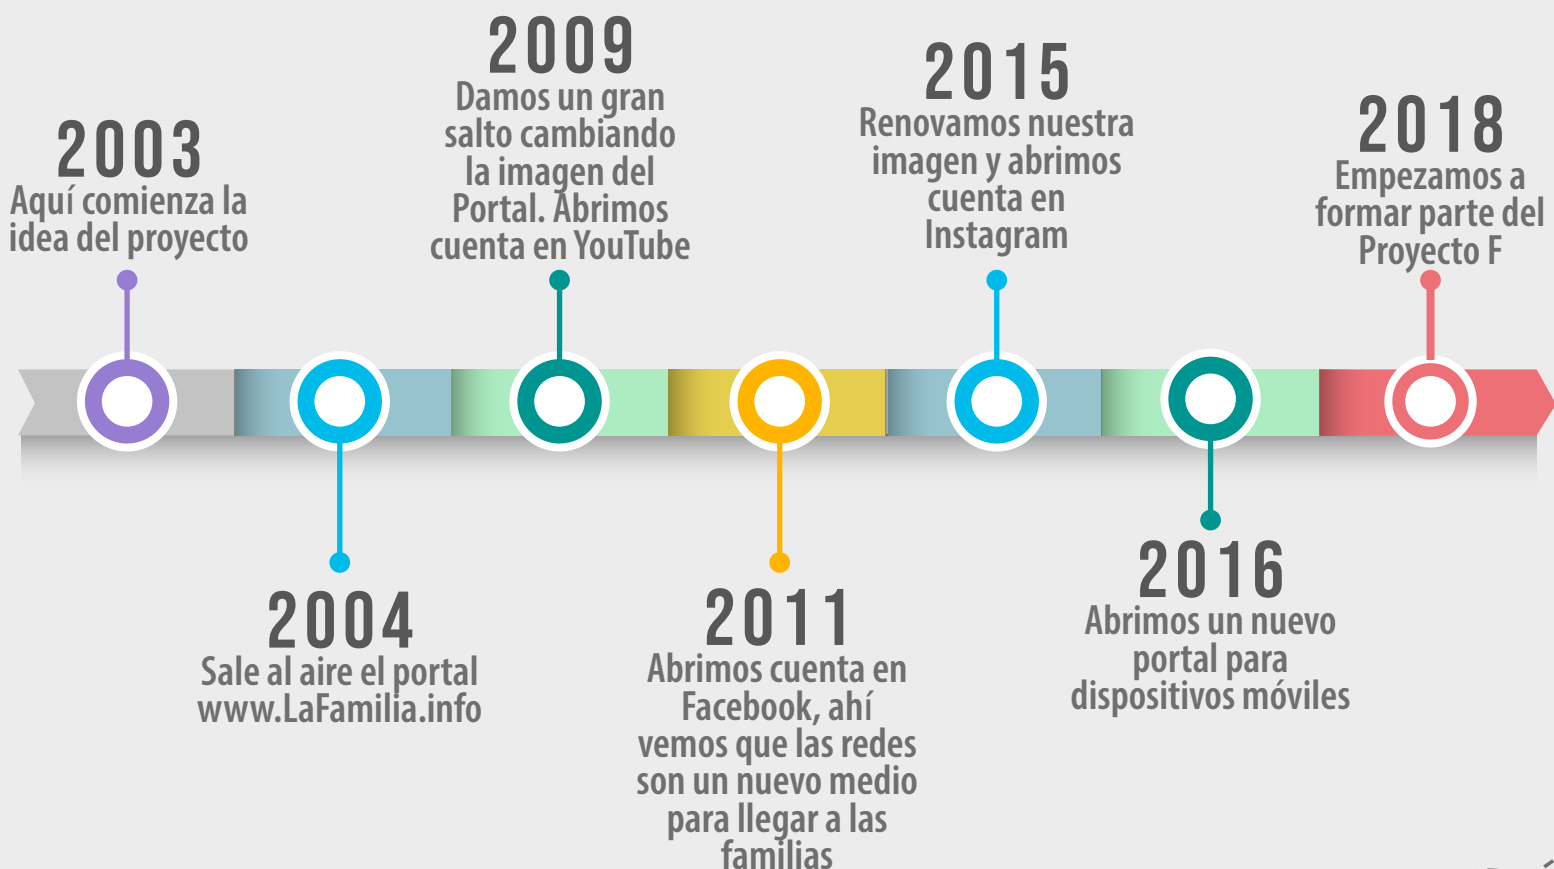 2003
Aquí comienza la
idea del proyecto
2004
Sale al aire el portal
www.LaFamilia.info
2009
Damos un gran
salto cambiando
la imagen del
Portal. Abrimos
cuenta en YouTube
2011
Abrimos cuenta en
Facebook, ahí
vemos que las redes
son un nuevo medio
para llegar a las
familias
2015
Renovamos nuestra
imagen y abrimos
cuenta en
Instagram
2016
Abrimos un nuevo
portal para
dispositivos móviles
2018
Empezamos a
formar parte del
Proyecto F